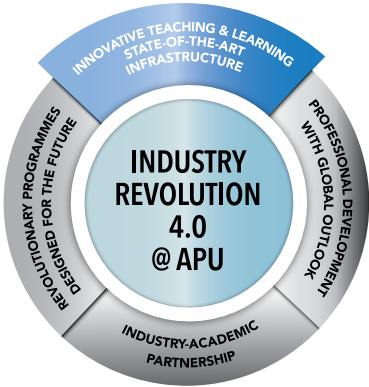 INNOVATIVE TEACHING & LEARNING
STATE-OF-THE-ART
INFRASTRUCTURE
REVOLUTIONARY PROGRAMMES
DESIGNED FOR THE FUTURE
INDUSTRY
REVOLUTION
4.0
@ APU
PROFESSIONAL DEVELOPMENT
WITH GLOBAL OUTLOOK
INDUSTRY-ACADEMIC
PARTNERSHIP